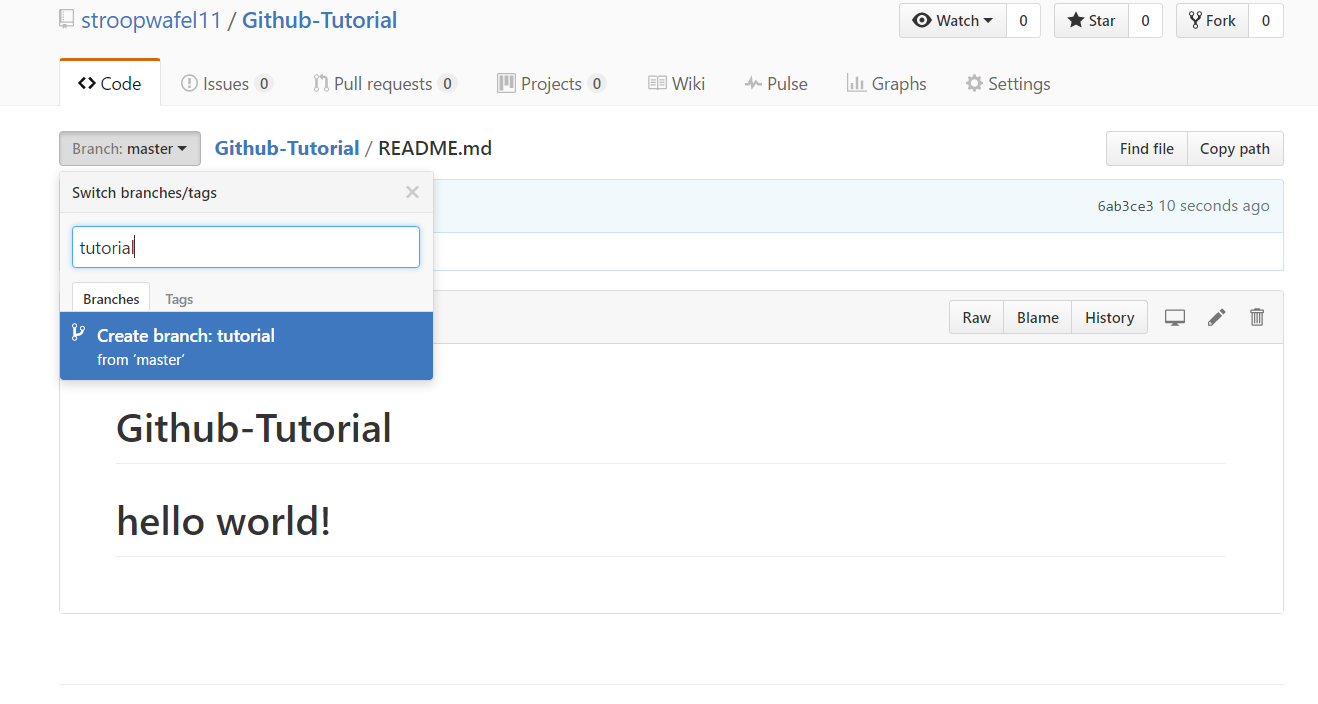 stroopwafel11 / Github-Tutorial
Watch 0 Star 0 Fork 0
Code Issues 0 Pull requests 0 Projects 0 Wiki Pulse Graphs Settings
Branch: master Github-Tutorial / README.md Find file Copy path
Switch branches/tags ×
6ab3ce3 10 seconds ago
tutorial
Branches Tags
Raw Blame History
Create branch: tutorial
from ‘master’
Github-Tutorial
hello world!